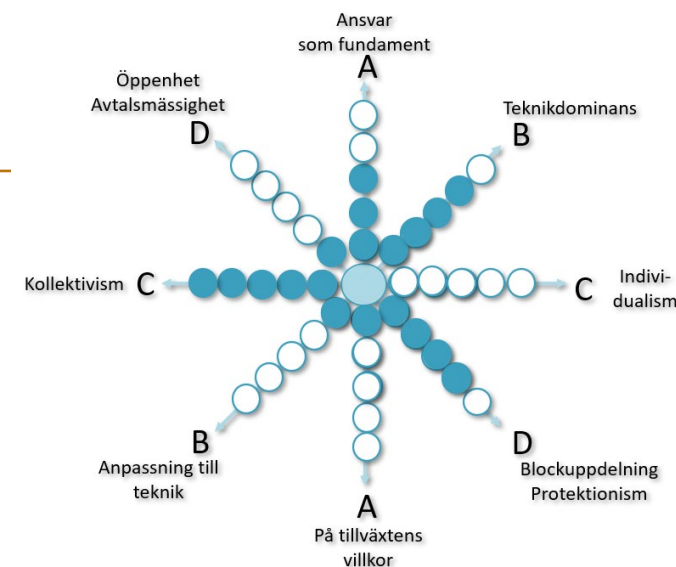 Ansvar
som fundament
A
Öppenhet
Avtalsmässighet
D
Teknikdominans
B
Kollektivism C
C Indivi-
dualism
B
Anpassning till
teknik
D
Blockuppdelning
Protektionism
A
På tillväxtens
villkor